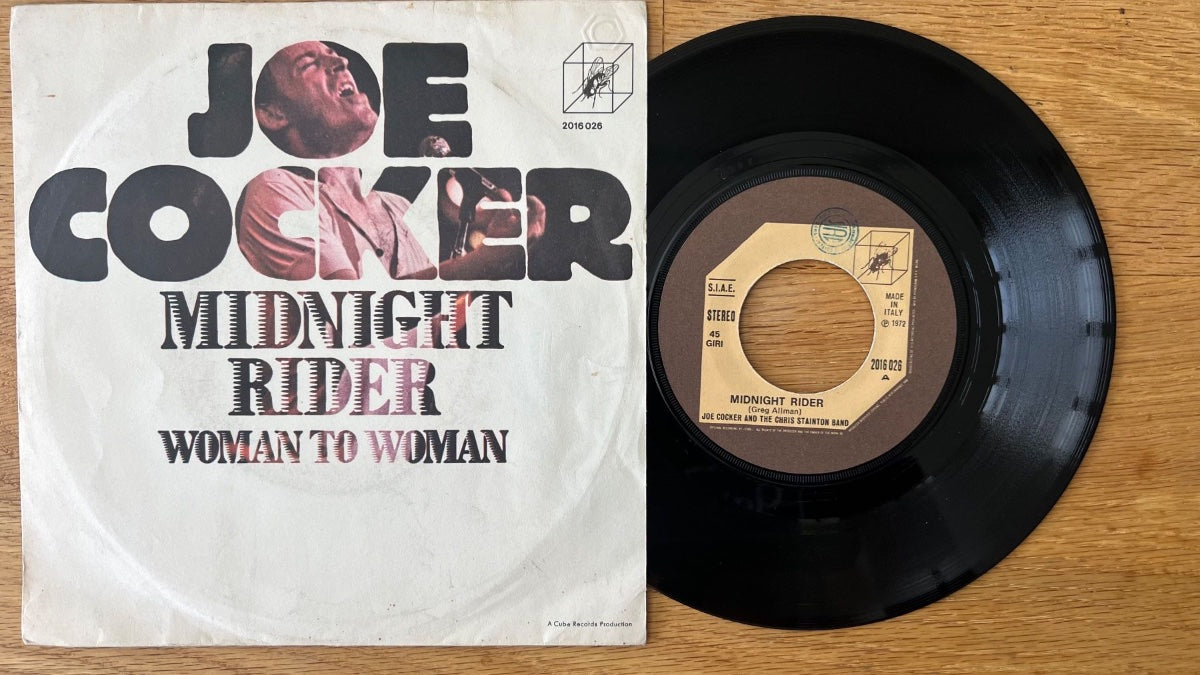 JOE
COCKER
MIDNIGHT
RIDER
WOMAN TO WOMAN
2016 026
A Cube Records Production
S.I.A.E.
STEREO
45
GIRI
MADE
IN
ITALY
℗ 1972
2016 026
A
MIDNIGHT RIDER
(Greg Allman)
JOE COCKER AND THE CHRIS STAINTON BAND